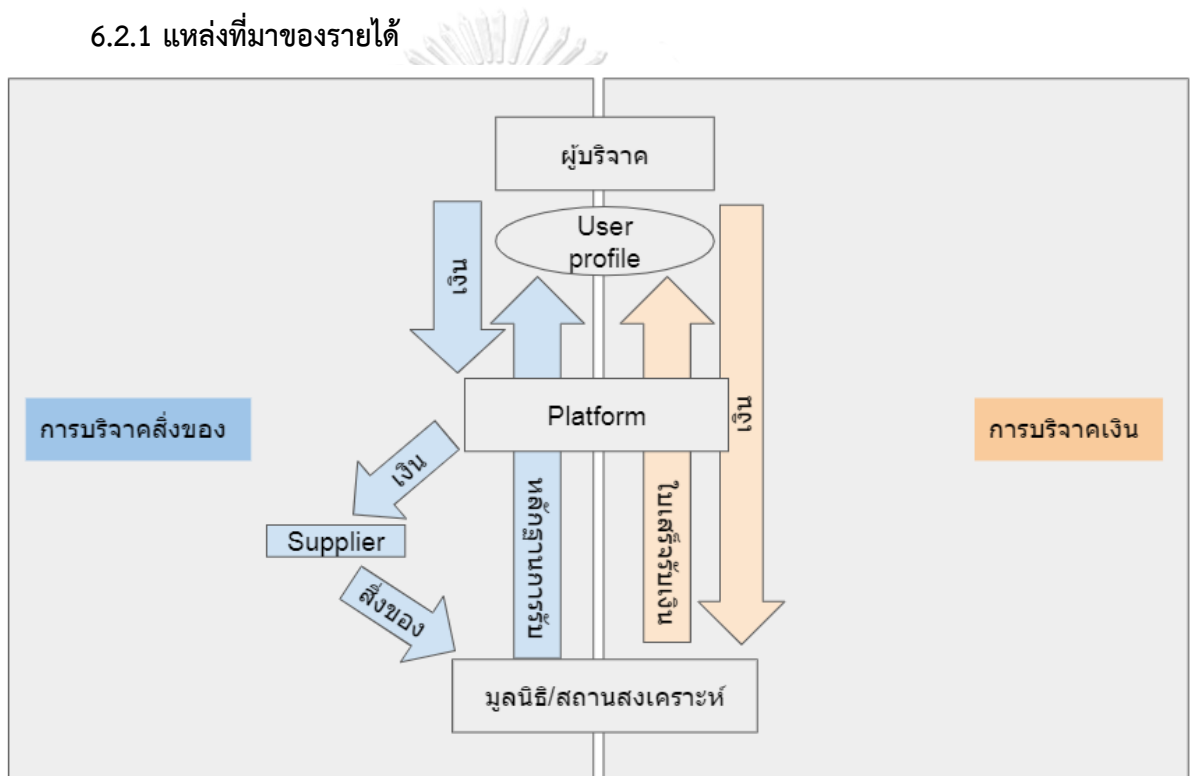 6.2.1 แหล่งที่มาของรายได้
ผู้บริจาค
User
profile
เงิน
Platform
เงิน
การบริจาคสิ่งของ
การบริจาคเงิน
เงิน
Supplier
หลักฐานการรับ
ใบเสร็จรับเงิน
สิ่งของ
มูลนิธิ/สถานสงเคราะห์